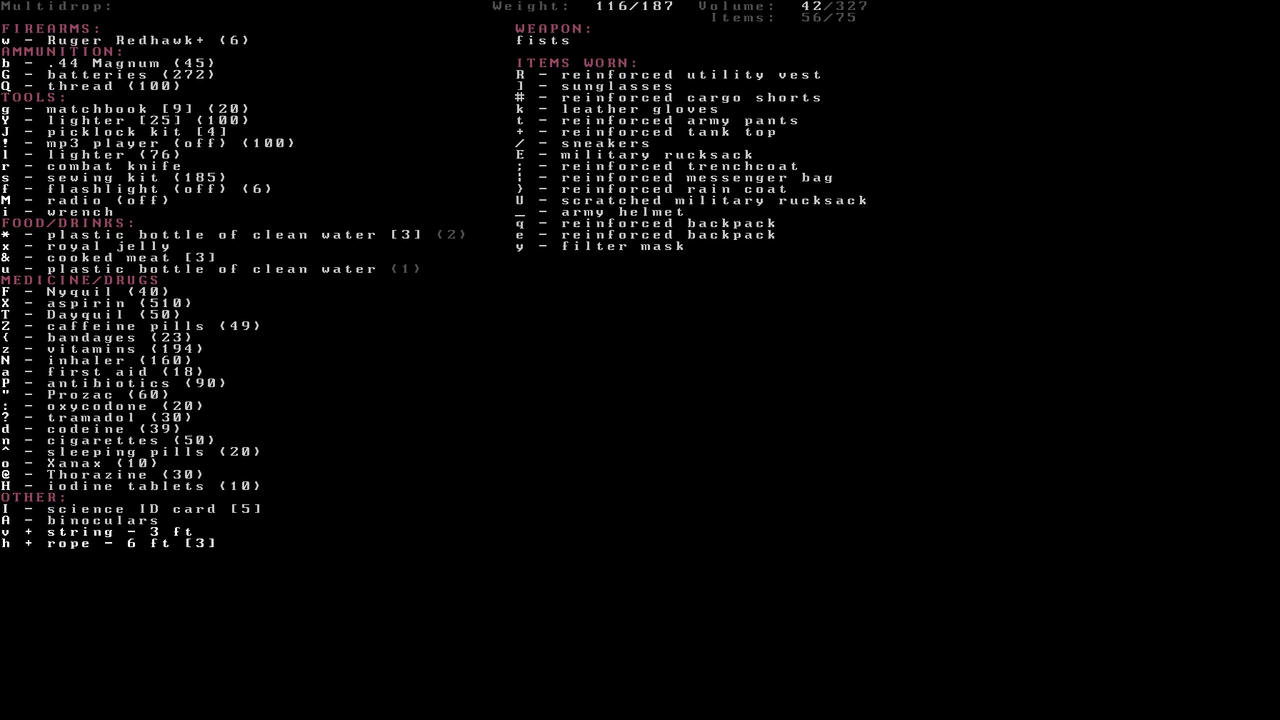 Multidrop: Weight: 116/187 Volume: 42/327
Items: 56/75
FIREARMS:
w - Ruger Redhawk+ (6)
AMMUNITION:
b - .44 Magnum (45)
G - batteries (272)
Q - thread (100)
TOOLS:
g - matchbook [9] (20)
Y - lighter [25] (100)
J - picklock kit [4]
! - mp3 player (off) (100)
l - lighter (76)
r - combat knife
s - sewing kit (185)
f - flashlight (off) (6)
M - radio (off)
i - wrench
FOOD/DRINKS:
* - plastic bottle of clean water [3] (2)
x - royal jelly
& - cooked meat [3]
u - plastic bottle of clean water (1)
MEDICINE/DRUGS
F - Nyquil (40)
X - aspirin (510)
T - Dayquil (50)
Z - caffeine pills (49)
{ - bandages (23)
z - vitamins (194)
N - inhaler (160)
a - first aid (18)
P - antibiotics (90)
" - Prozac (60)
: - oxycodone (20)
? - tramadol (30)
d - codeine (39)
n - cigarettes (50)
^ - sleeping pills (20)
o - Xanax (10)
@ - Thorazine (30)
H - iodine tablets (10)
OTHER:
I - science ID card [5]
A - binoculars
v + string - 3 ft
h + rope - 6 ft [3]
WEAPON:
fists
ITEMS WORN:
R - reinforced utility vest
] - sunglasses
# - reinforced cargo shorts
k - leather gloves
t - reinforced army pants
+ - reinforced tank top
/ - sneakers
E - military rucksack
; - reinforced trenchcoat
¦ - reinforced messenger bag
} - reinforced rain coat
U - scratched military rucksack
_ - army helmet
q - reinforced backpack
e - reinforced backpack
y - filter mask